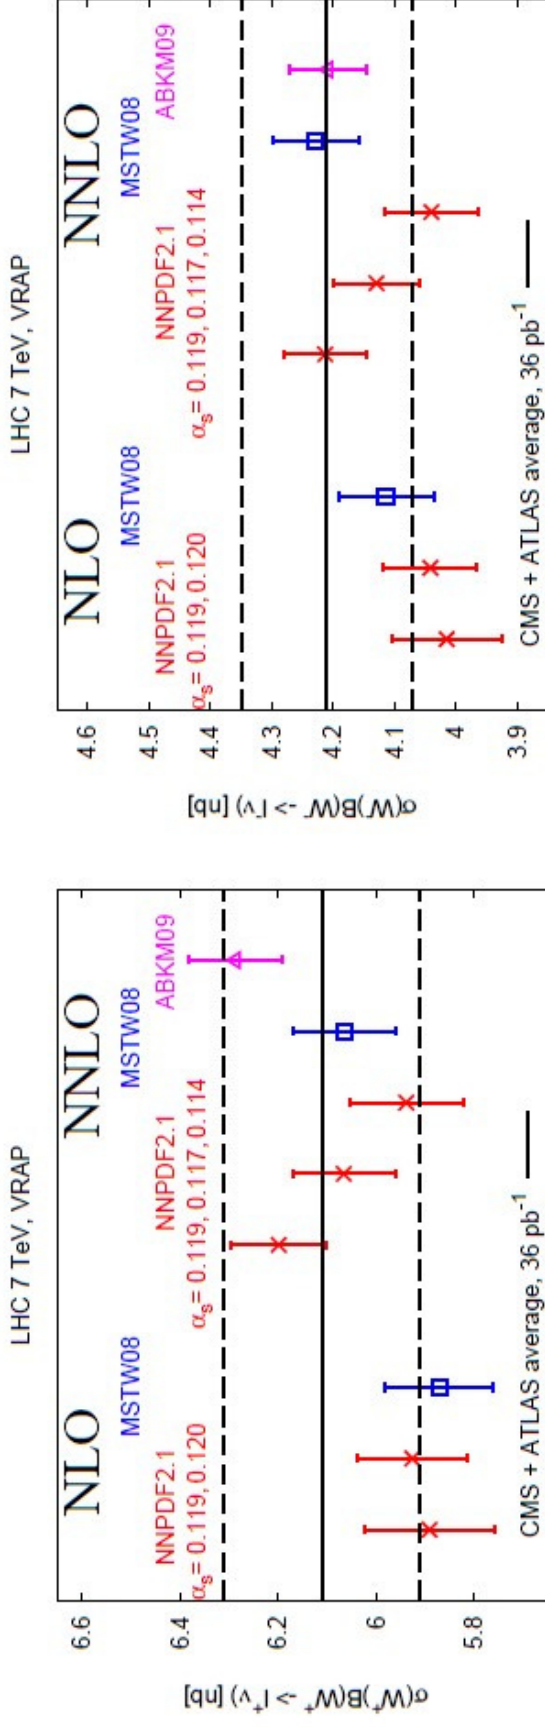 LHC 7 TeV, VRAP
NLO
NNLO
MSTW08
MSTW08
NNPDF2.1
NNPDF2.1
ABKM09
αs = 0.119, 0.120
αs = 0.119, 0.117, 0.114
6.6
6.4
6.2
6
5.8
σ(W⁺)B(W⁺ -> l⁺ν) [nb]
CMS + ATLAS average, 36 pb⁻¹
LHC 7 TeV, VRAP
NLO
NNLO
MSTW08
MSTW08
NNPDF2.1
NNPDF2.1
ABKM09
αs = 0.119, 0.120
αs = 0.119, 0.117, 0.114
4.6
4.5
4.4
4.3
4.2
4.1
4
3.9
σ(W⁻)B(W⁻ -> l⁻ν) [nb]
CMS + ATLAS average, 36 pb⁻¹